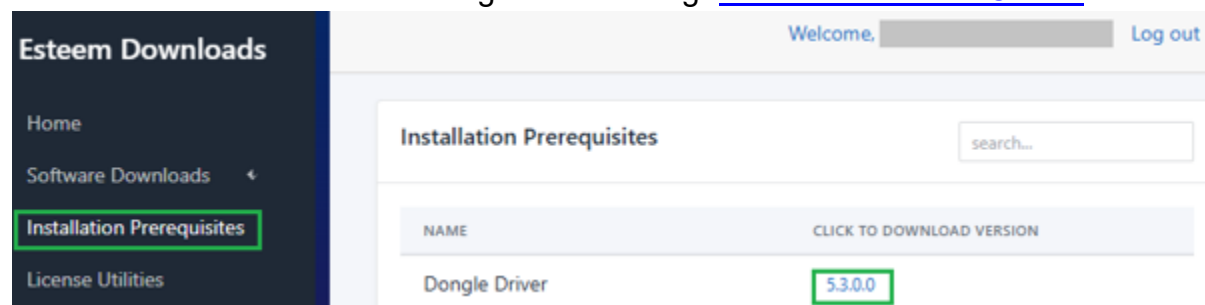 Esteem Downloads
Welcome,
Log out
Home
Software Downloads
Installation Prerequisites
License Utilities
Installation Prerequisites
search...
NAME
CLICK TO DOWNLOAD VERSION
Dongle Driver
5.3.0.0